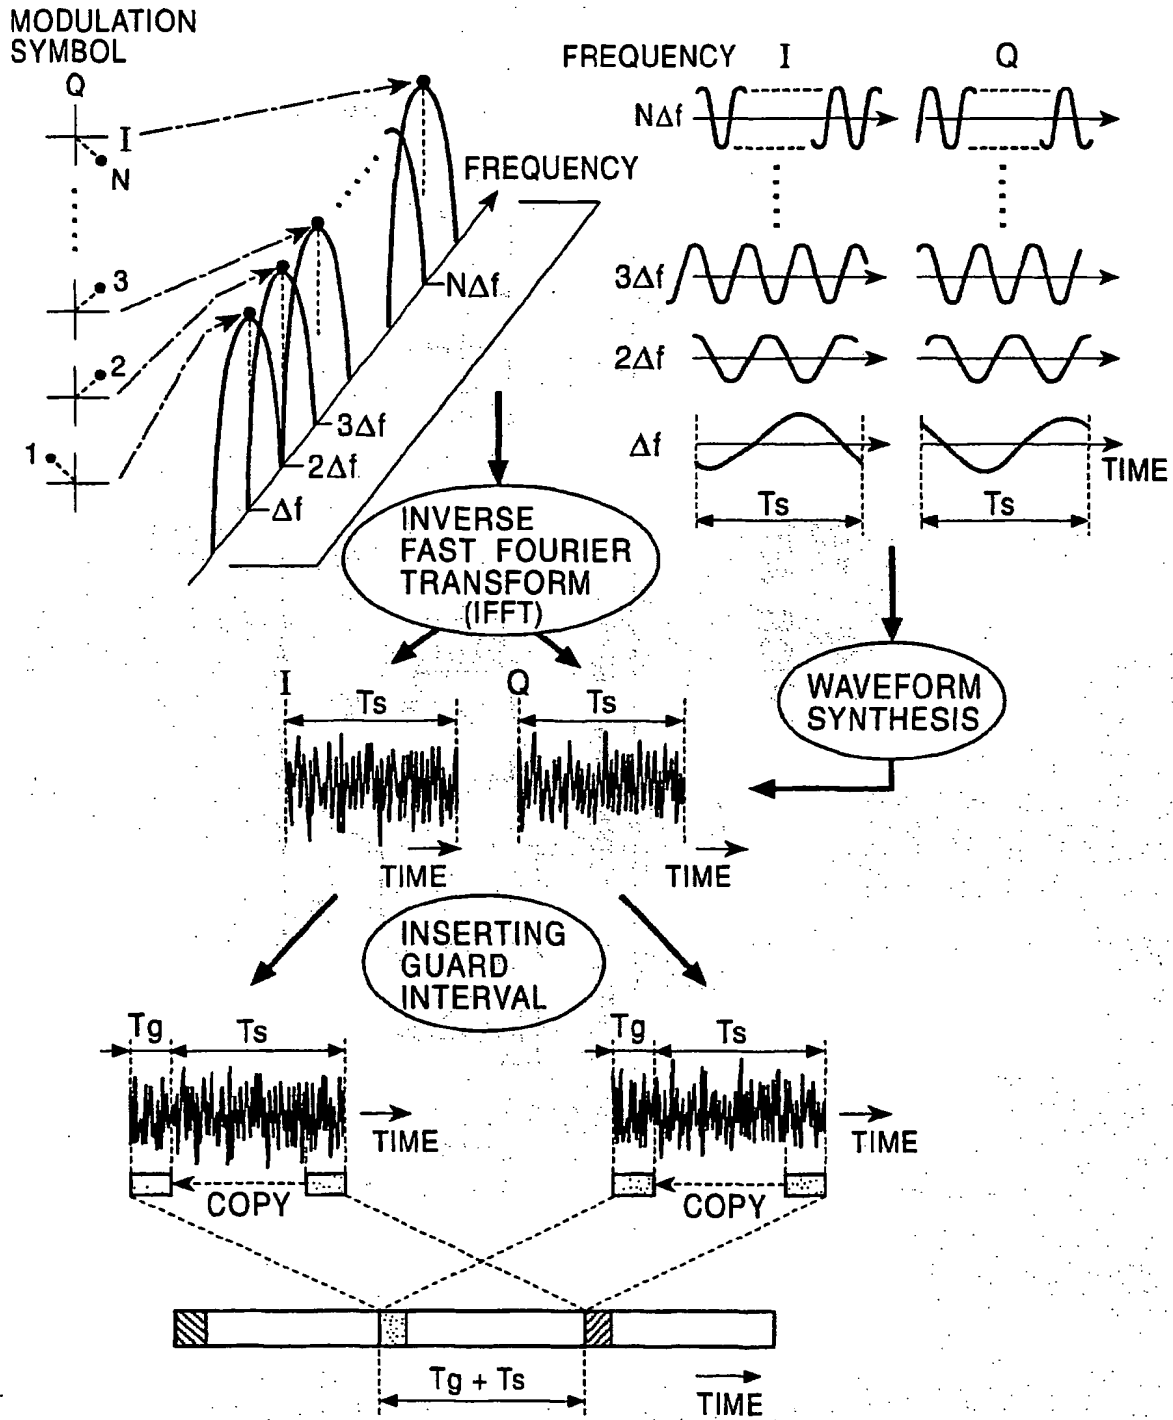 MODULATION
SYMBOL
Q
I
N
3
2
1
FREQUENCY
NΔf
3Δf
2Δf
Δf
FREQUENCY I Q
NΔf
3Δf
2Δf
Δf
TIME
Ts Ts
INVERSE
FAST FOURIER
TRANSFORM
(IFFT)
WAVEFORM
SYNTHESIS
I Q
Ts Ts
TIME TIME
INSERTING
GUARD
INTERVAL
Tg Ts Tg Ts
TIME TIME
COPY COPY
Tg + Ts
TIME